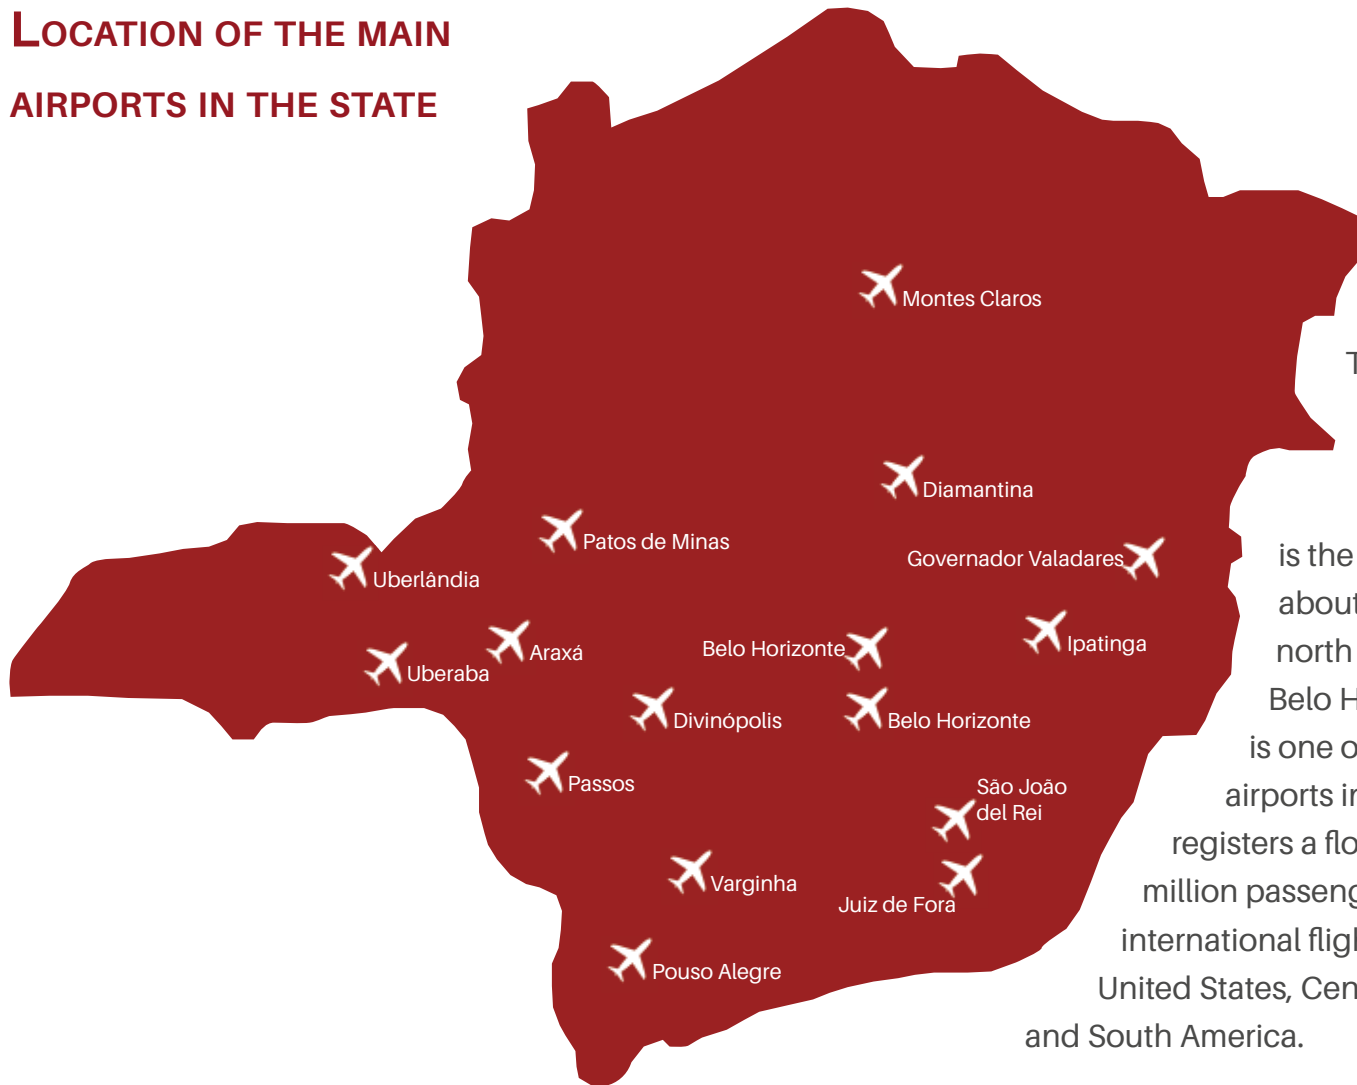 LOCATION OF THE MAIN
AIRPORTS IN THE STATE
Montes Claros
Diamantina
Patos de Minas
Governador Valadares
Uberlândia
Belo Horizonte
Ipatinga
Araxá
Uberaba
Divinópolis
Belo Horizonte
Passos
São João
del Rei
Varginha
Juiz de Fora
Pouso Alegre
is the
about
north
Belo H
is one o
airports in
registers a flo
million passeng
international fligh
United States, Cen
and South America.